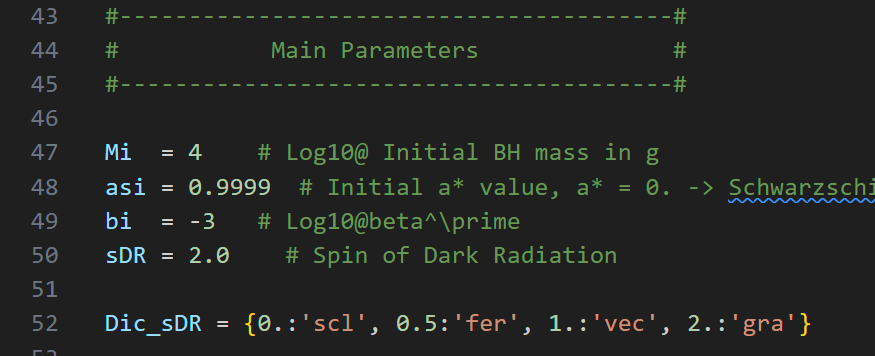 43 #---------------------------------------#
44 #           Main Parameters              #
45 #---------------------------------------#
46
47 Mi  = 4    # Log10@ Initial BH mass in g
48 asi = 0.9999  # Initial a* value, a* = 0. -> Schwarzschi
49 bi  = -3   # Log10@beta^\prime
50 sDR = 2.0    # Spin of Dark Radiation
51
52 Dic_sDR = {0.:'scl', 0.5:'fer', 1.:'vec', 2.:'gra'}